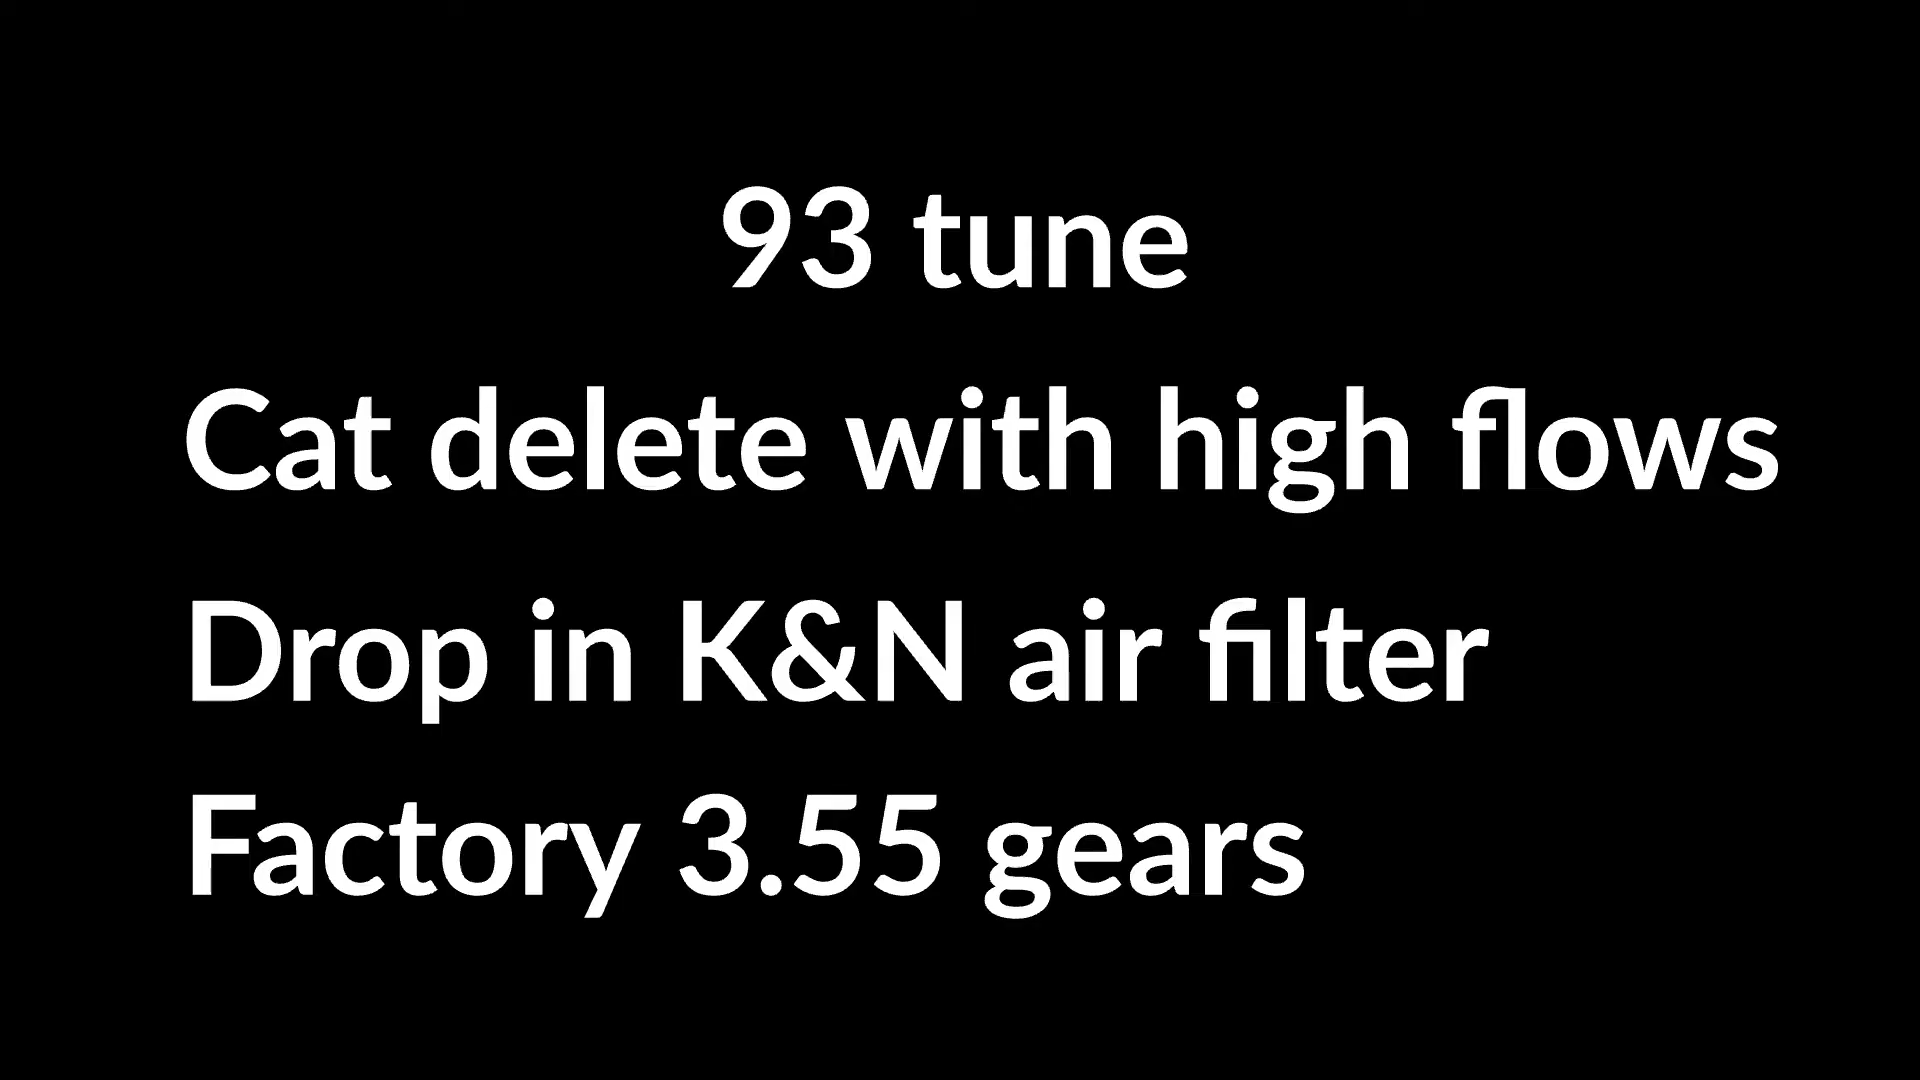 93 tune
Cat delete with high flows
Drop in K&N air filter
Factory 3.55 gears